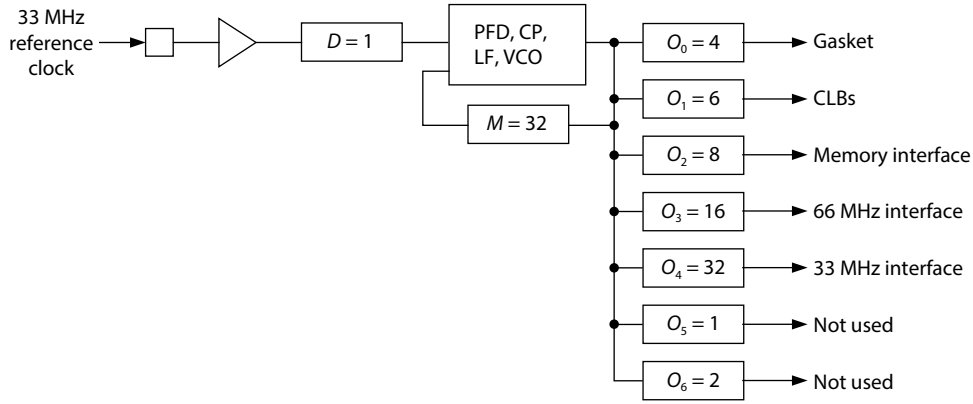 33 MHz
reference
clock
D = 1
PFD, CP,
LF, VCO
M = 32
O₀ = 4
Gasket
O₁ = 6
CLBs
O₂ = 8
Memory interface
O₃ = 16
66 MHz interface
O₄ = 32
33 MHz interface
O₅ = 1
Not used
O₆ = 2
Not used